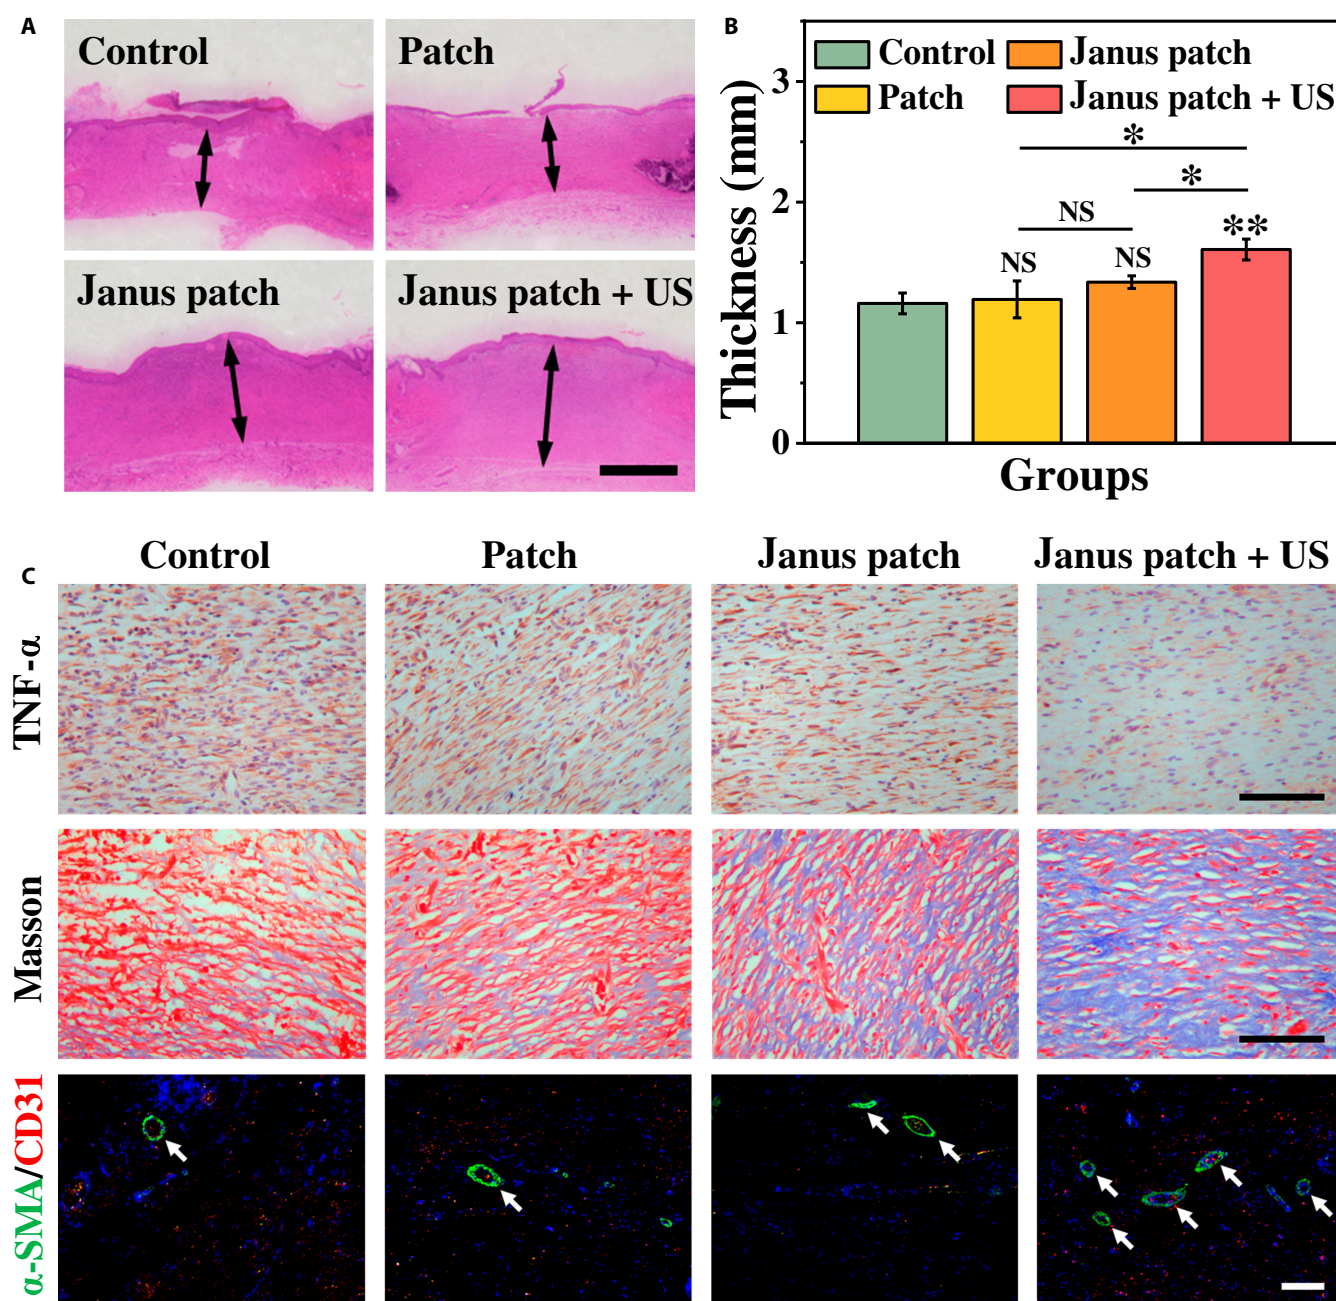 A
Control
Patch
Janus patch
Janus patch + US
B
Control
Janus patch
Patch
Janus patch + US
Thickness (mm)
3
2
1
0
*
*
NS
NS
NS
**
Groups
C
Control
Patch
Janus patch
Janus patch + US
TNF-α
Masson
α-SMA/CD31